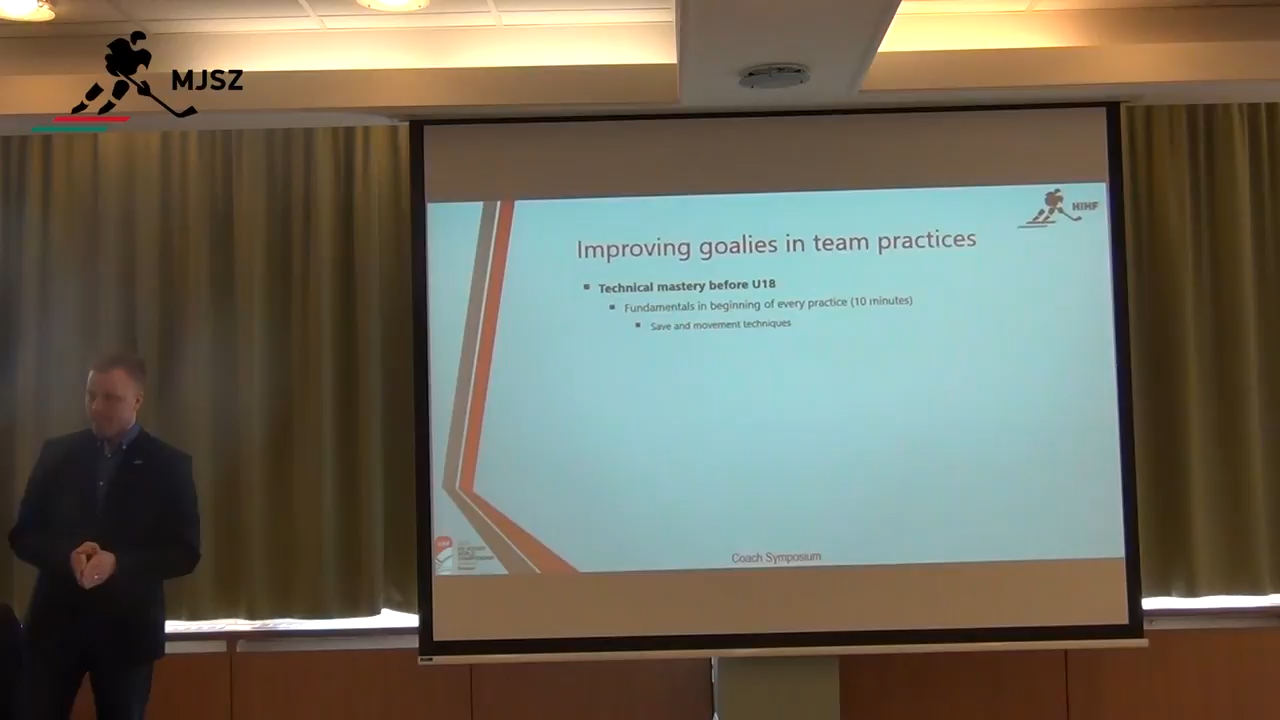 MJSZ
HIHF
Improving goalies in team practices
Technical mastery before U18
Fundamentals in beginning of every practice (10 minutes)
Save and movement techniques
Coach Symposium